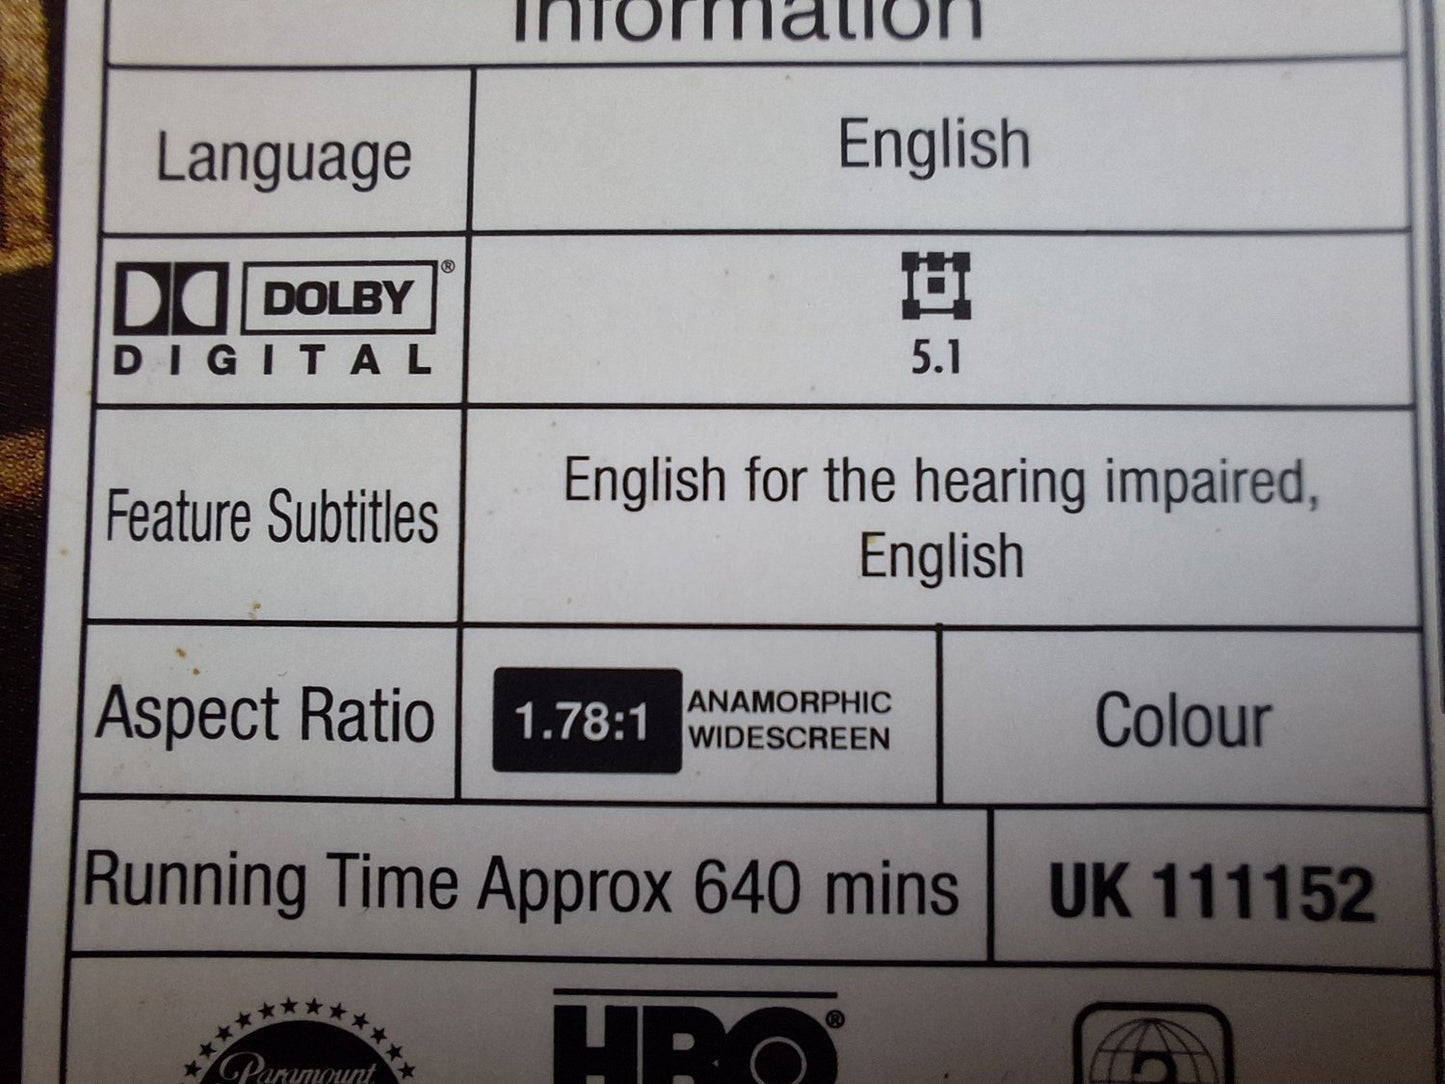 Information
Language
English
DOLBY®
DIGITAL
5.1
Feature Subtitles
English for the hearing impaired,
English
Aspect Ratio
1.78:1
ANAMORPHIC
WIDESCREEN
Colour
Running Time Approx 640 mins
UK 111152
Paramount
HBO®
2